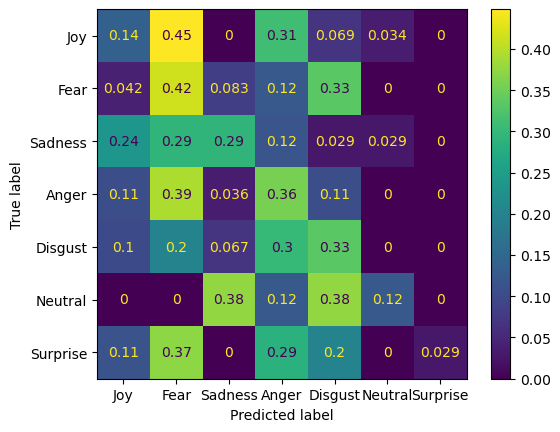 Joy 0.14 0.45 0 0.31 0.069 0.034 0
Fear 0.042 0.42 0.083 0.12 0.33 0 0
Sadness 0.24 0.29 0.29 0.12 0.029 0.029 0
Anger 0.11 0.39 0.036 0.36 0.11 0 0
Disgust 0.1 0.2 0.067 0.3 0.33 0 0
Neutral 0 0 0.38 0.12 0.38 0.12 0
Surprise 0.11 0.37 0 0.29 0.2 0 0.029
Joy Fear Sadness Anger Disgust Neutral Surprise
Predicted label
True label
0.40
0.35
0.30
0.25
0.20
0.15
0.10
0.05
0.00